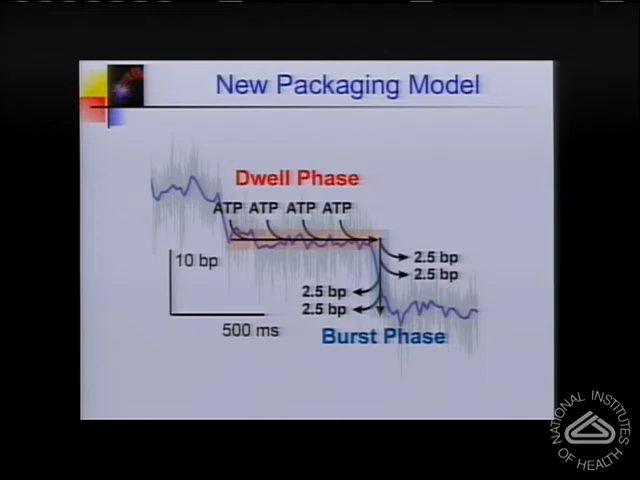 New Packaging Model
Dwell Phase
ATP ATP ATP ATP
10 bp
2.5 bp
2.5 bp
2.5 bp
2.5 bp
500 ms
Burst Phase
NATIONAL INSTITUTES
OF HEALTH